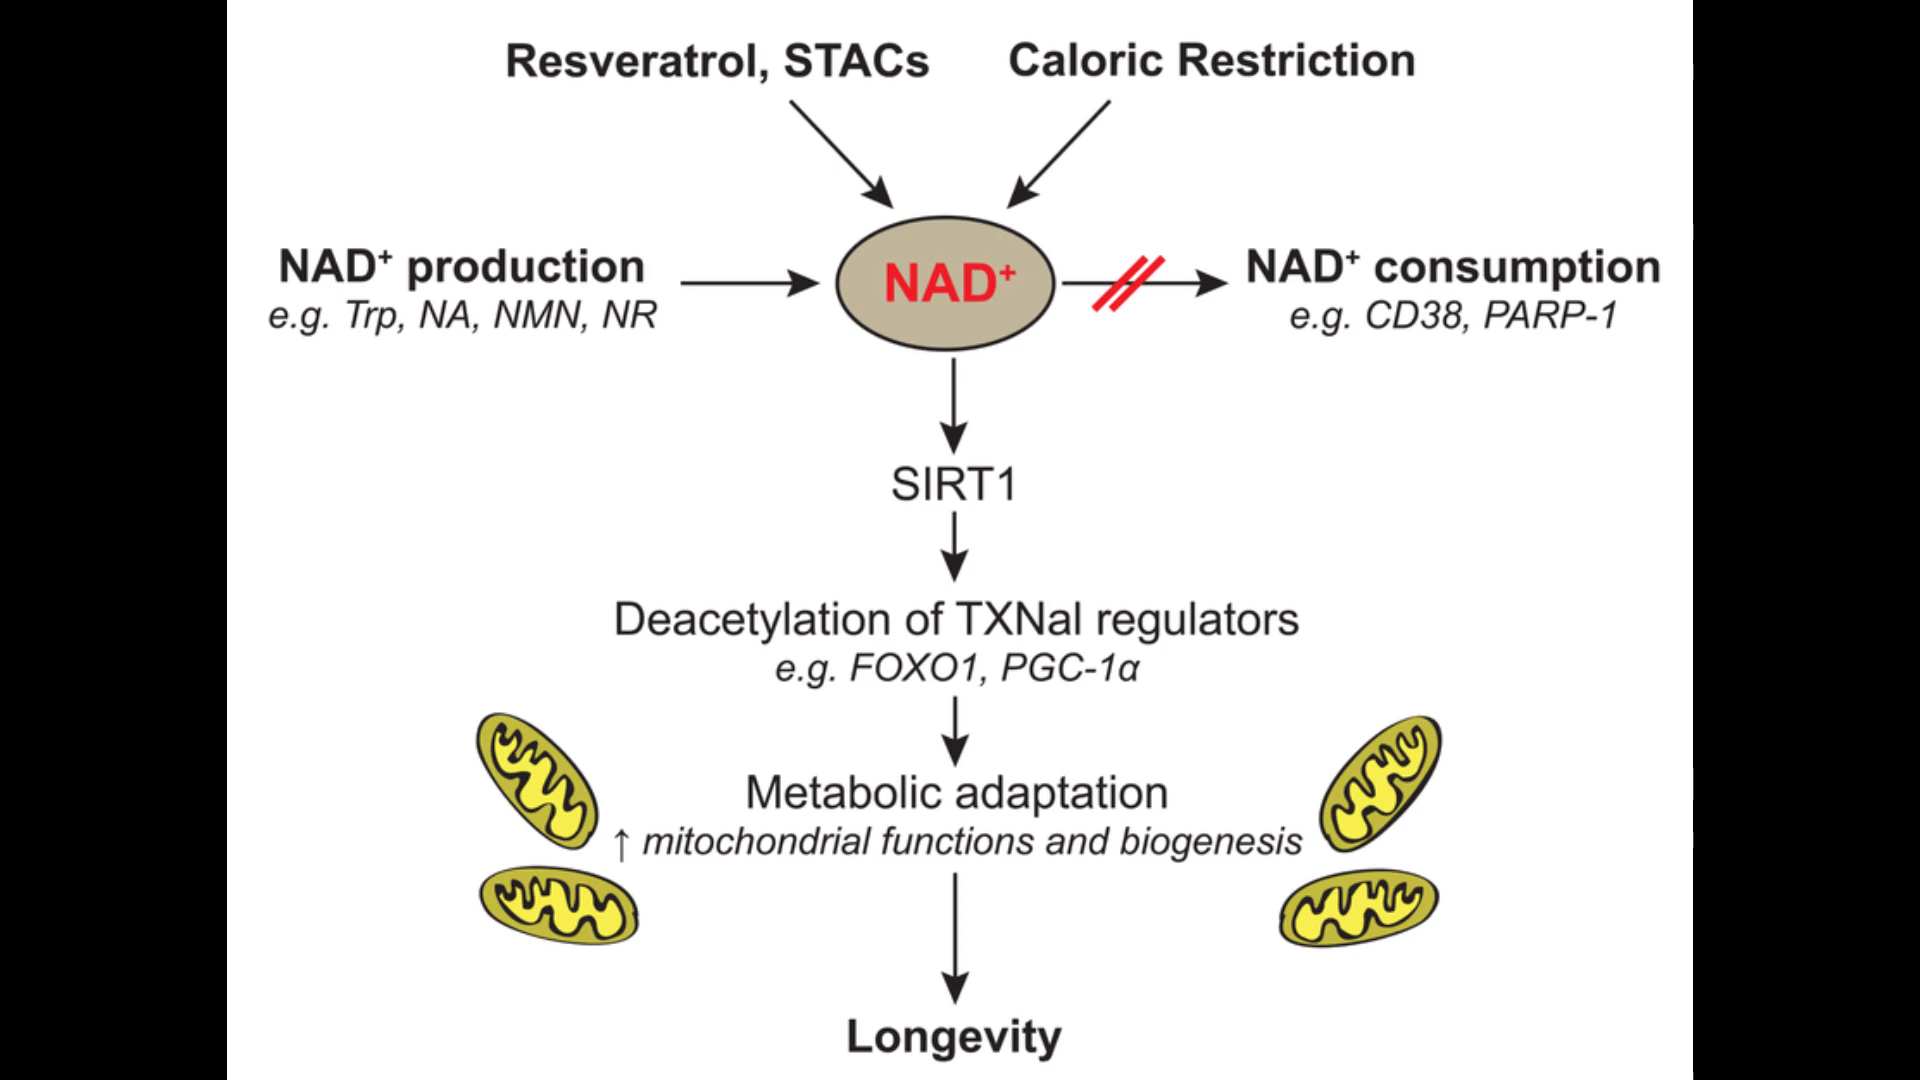 Resveratrol, STACs
Caloric Restriction
NAD⁺ production
e.g. Trp, NA, NMN, NR
NAD⁺
NAD⁺ consumption
e.g. CD38, PARP-1
SIRT1
Deacetylation of TXNal regulators
e.g. FOXO1, PGC-1α
Metabolic adaptation
↑ mitochondrial functions and biogenesis
Longevity